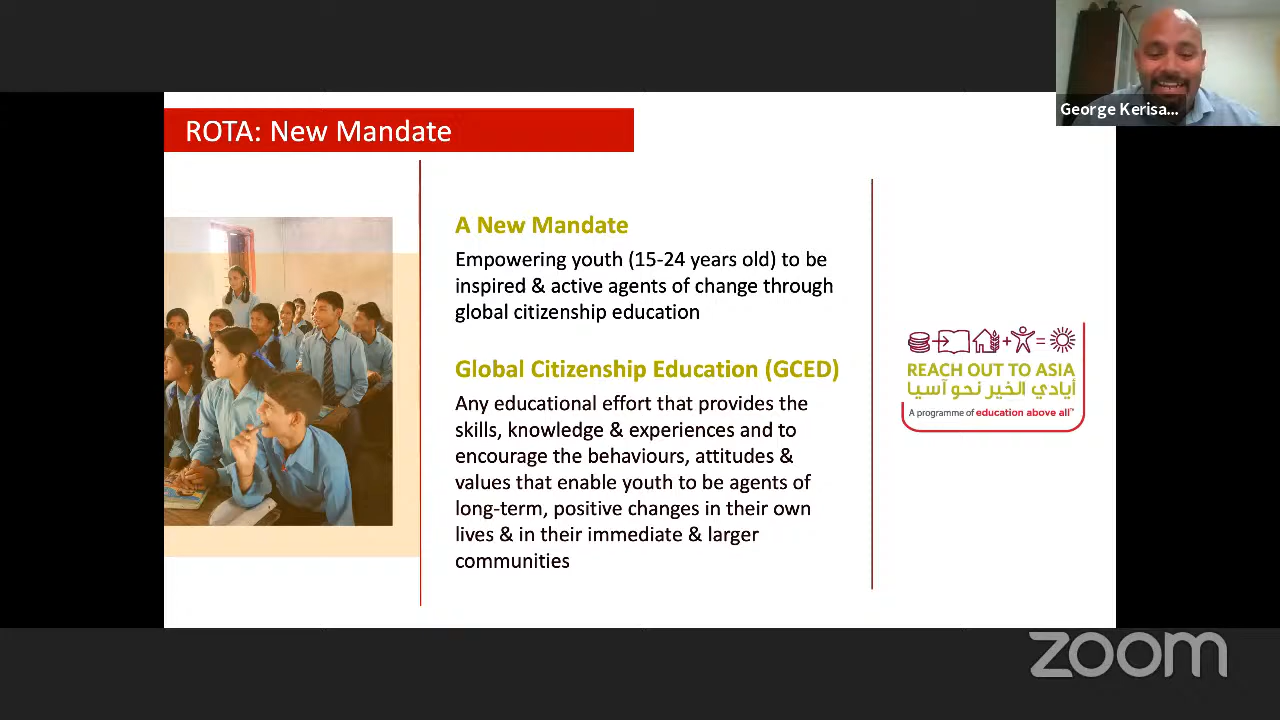 George Kerisa...
ROTA: New Mandate
A New Mandate
Empowering youth (15-24 years old) to be
inspired & active agents of change through
global citizenship education
Global Citizenship Education (GCED)
Any educational effort that provides the
skills, knowledge & experiences and to
encourage the behaviours, attitudes &
values that enable youth to be agents of
long-term, positive changes in their own
lives & in their immediate & larger
communities
REACH OUT TO ASIA
أيادي الخير نحو آسيا
A programme of education above all™
zoom